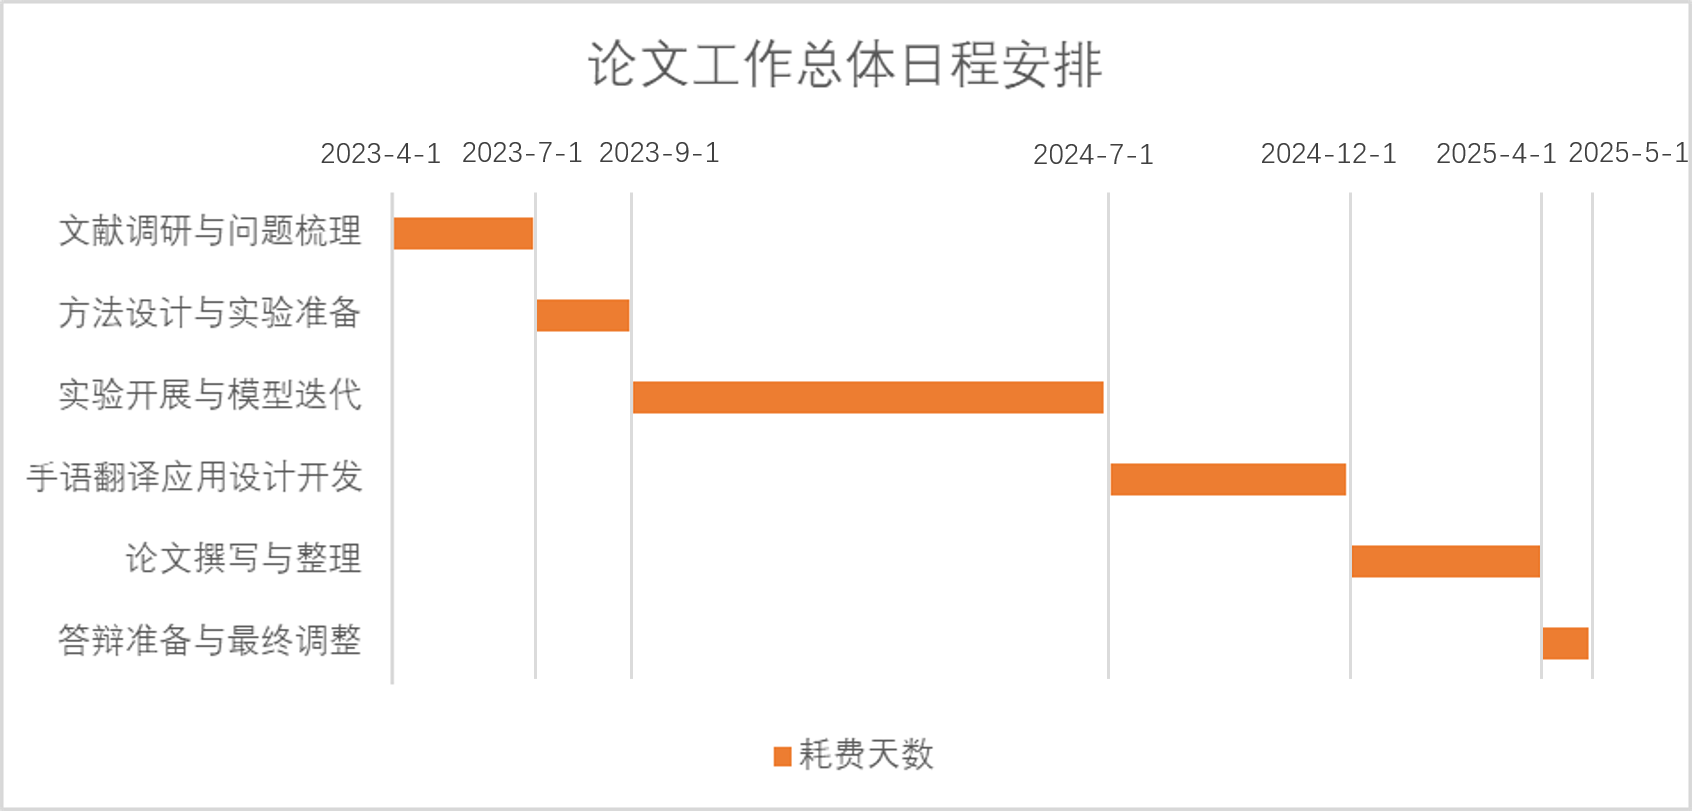 论文工作总体日程安排
2023-4-1 2023-7-1 2023-9-1 2024-7-1 2024-12-1 2025-4-1 2025-5-1
文献调研与问题梳理
方法设计与实验准备
实验开展与模型迭代
手语翻译应用设计开发
论文撰写与整理
答辩准备与最终调整
耗费天数